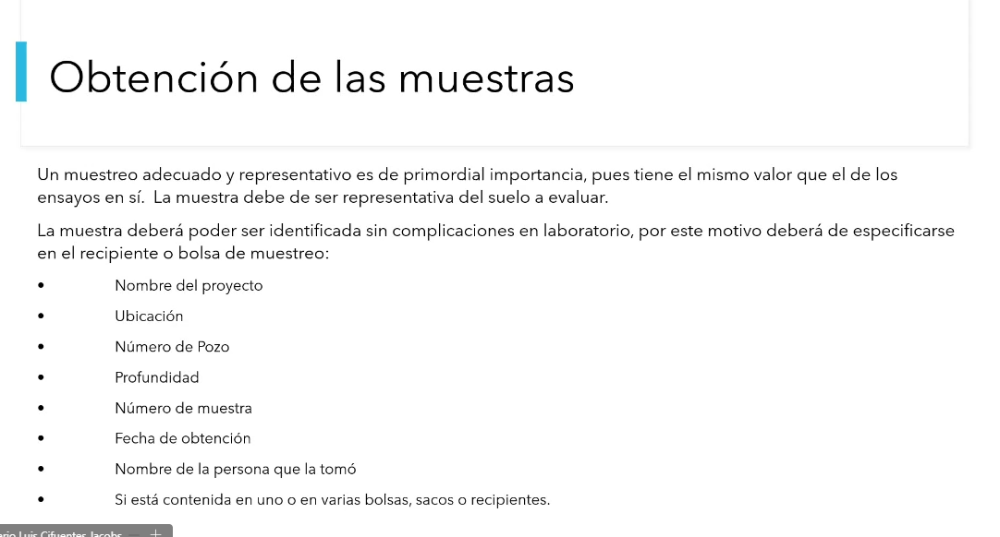 Obtención de las muestras
Un muestreo adecuado y representativo es de primordial importancia, pues tiene el mismo valor que el de los
ensayos en sí. La muestra debe de ser representativa del suelo a evaluar.
La muestra deberá poder ser identificada sin complicaciones en laboratorio, por este motivo deberá de especificarse
en el recipiente o bolsa de muestreo:
• Nombre del proyecto
• Ubicación
• Número de Pozo
• Profundidad
• Número de muestra
• Fecha de obtención
• Nombre de la persona que la tomó
• Si está contenida en uno o en varias bolsas, sacos o recipientes.
Luis Cifuentes Jacobs